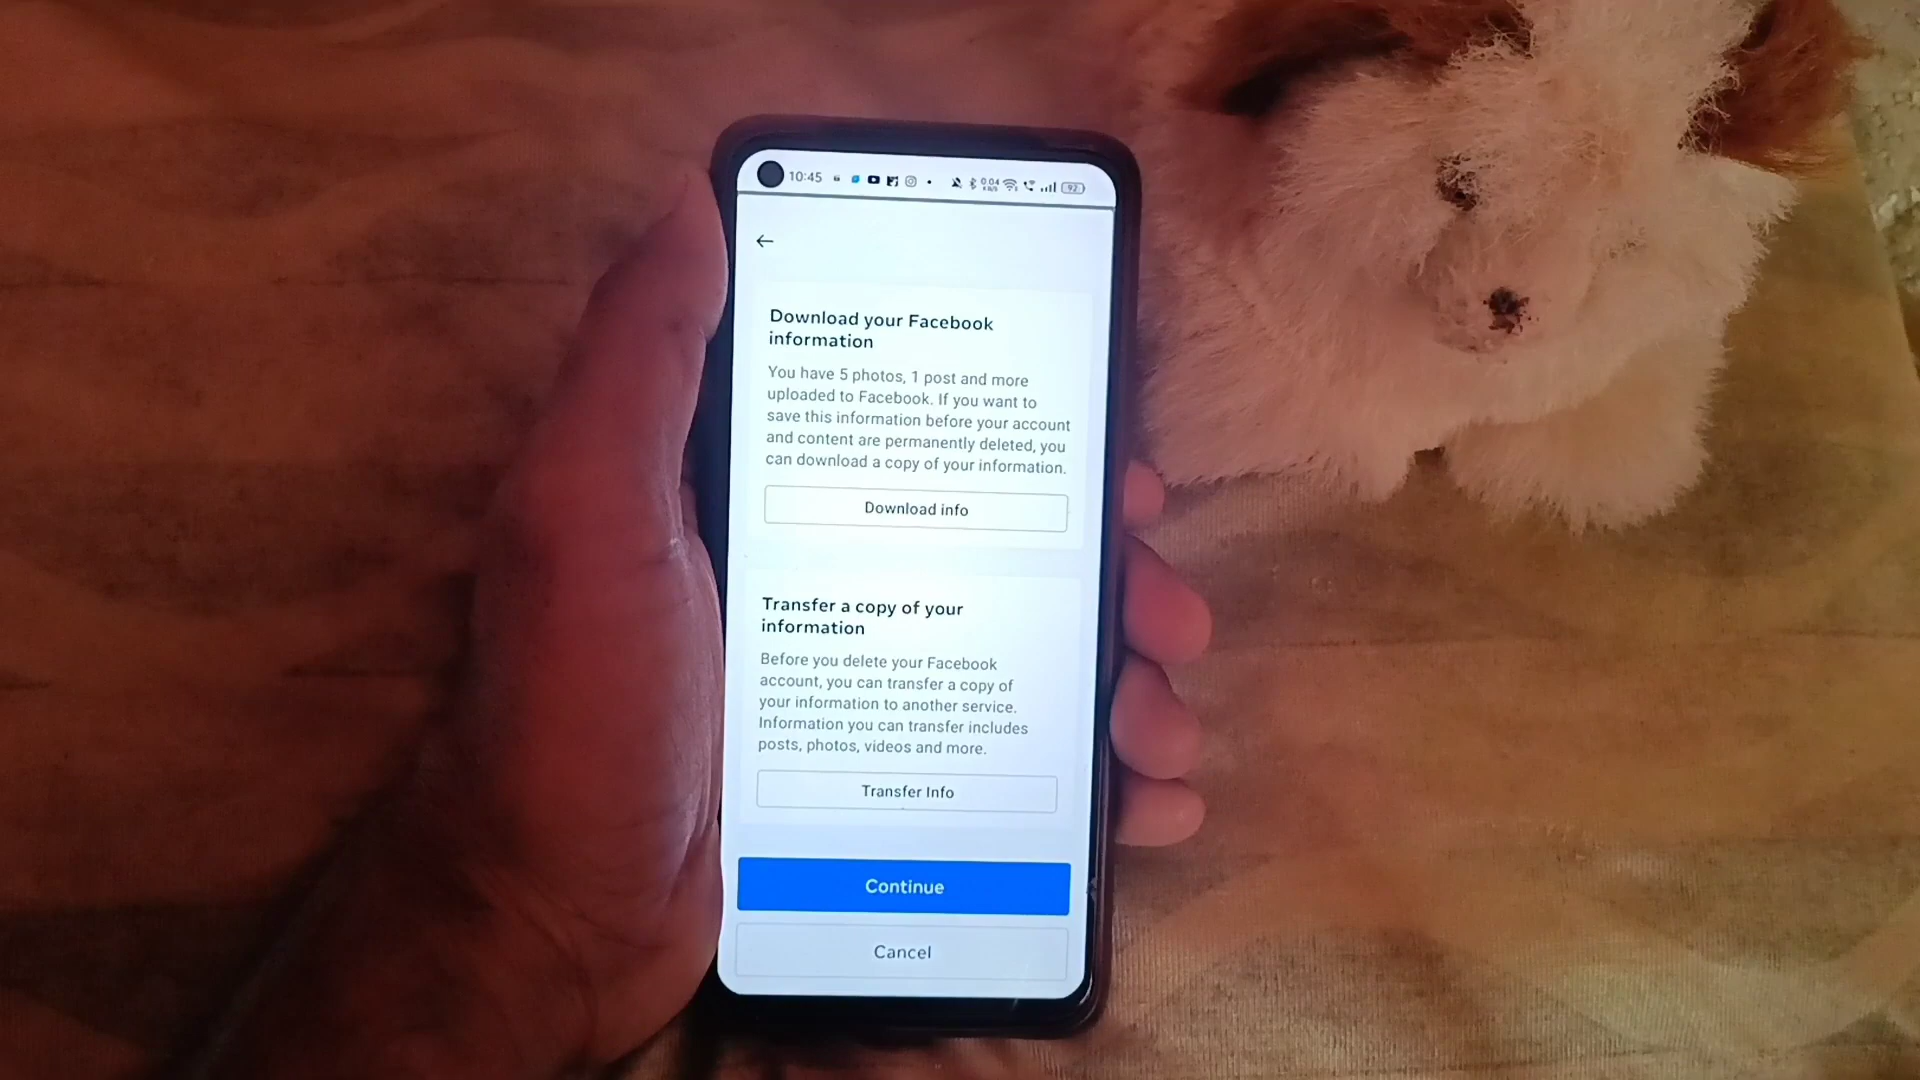 10:45 0.04 KB/S 92
Download your Facebook
information
You have 5 photos, 1 post and more
uploaded to Facebook. If you want to
save this information before your account
and content are permanently deleted, you
can download a copy of your information.
Download info
Transfer a copy of your
information
Before you delete your Facebook
account, you can transfer a copy of
your information to another service.
Information you can transfer includes
posts, photos, videos and more.
Transfer Info
Continue
Cancel